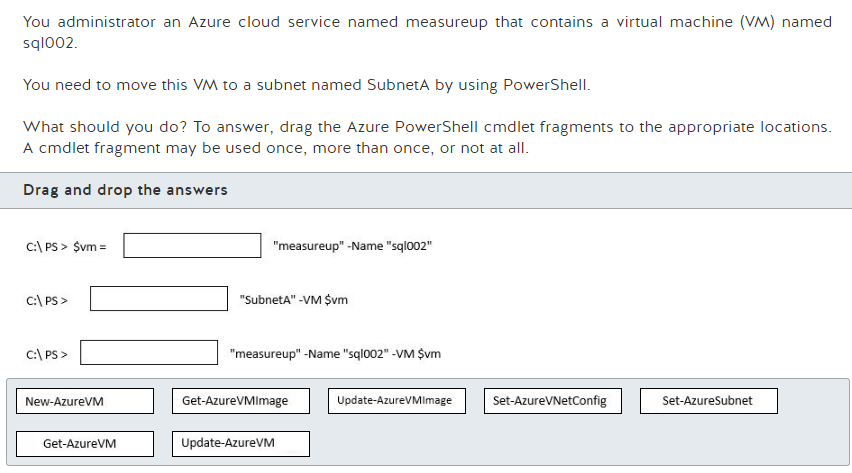 You administrator an Azure cloud service named measureup that contains a virtual machine (VM) named
sql002.
You need to move this VM to a subnet named SubnetA by using PowerShell.
What should you do? To answer, drag the Azure PowerShell cmdlet fragments to the appropriate locations.
A cmdlet fragment may be used once, more than once, or not at all.
Drag and drop the answers
C:\ PS > $vm = "measureup" -Name "sql002"
C:\ PS > "SubnetA" -VM $vm
C:\ PS > "measureup" -Name "sql002" -VM $vm
New-AzureVM Get-AzureVMImage Update-AzureVMImage Set-AzureVNetConfig Set-AzureSubnet
Get-AzureVM Update-AzureVM